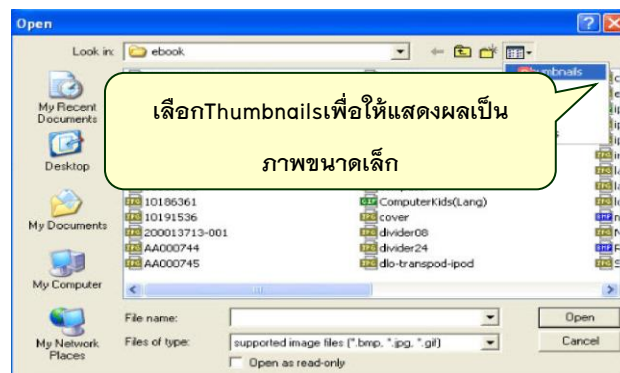 Open
Look in:
ebook
Thumbnails
เลือกThumbnailsเพื่อให้แสดงผลเป็น
ภาพขนาดเล็ก
My Recent
Documents
Desktop
My Documents
My Computer
My Network
Places
10186361
10191536
200013713-001
AA000744
AA000745
ComputerKids(Lang)
cover
divider08
divider24
dlo-transpod-ipod
File name:
Open
Files of type:
supported image files (*.bmp, *.jpg, *.gif)
Cancel
Open as read-only